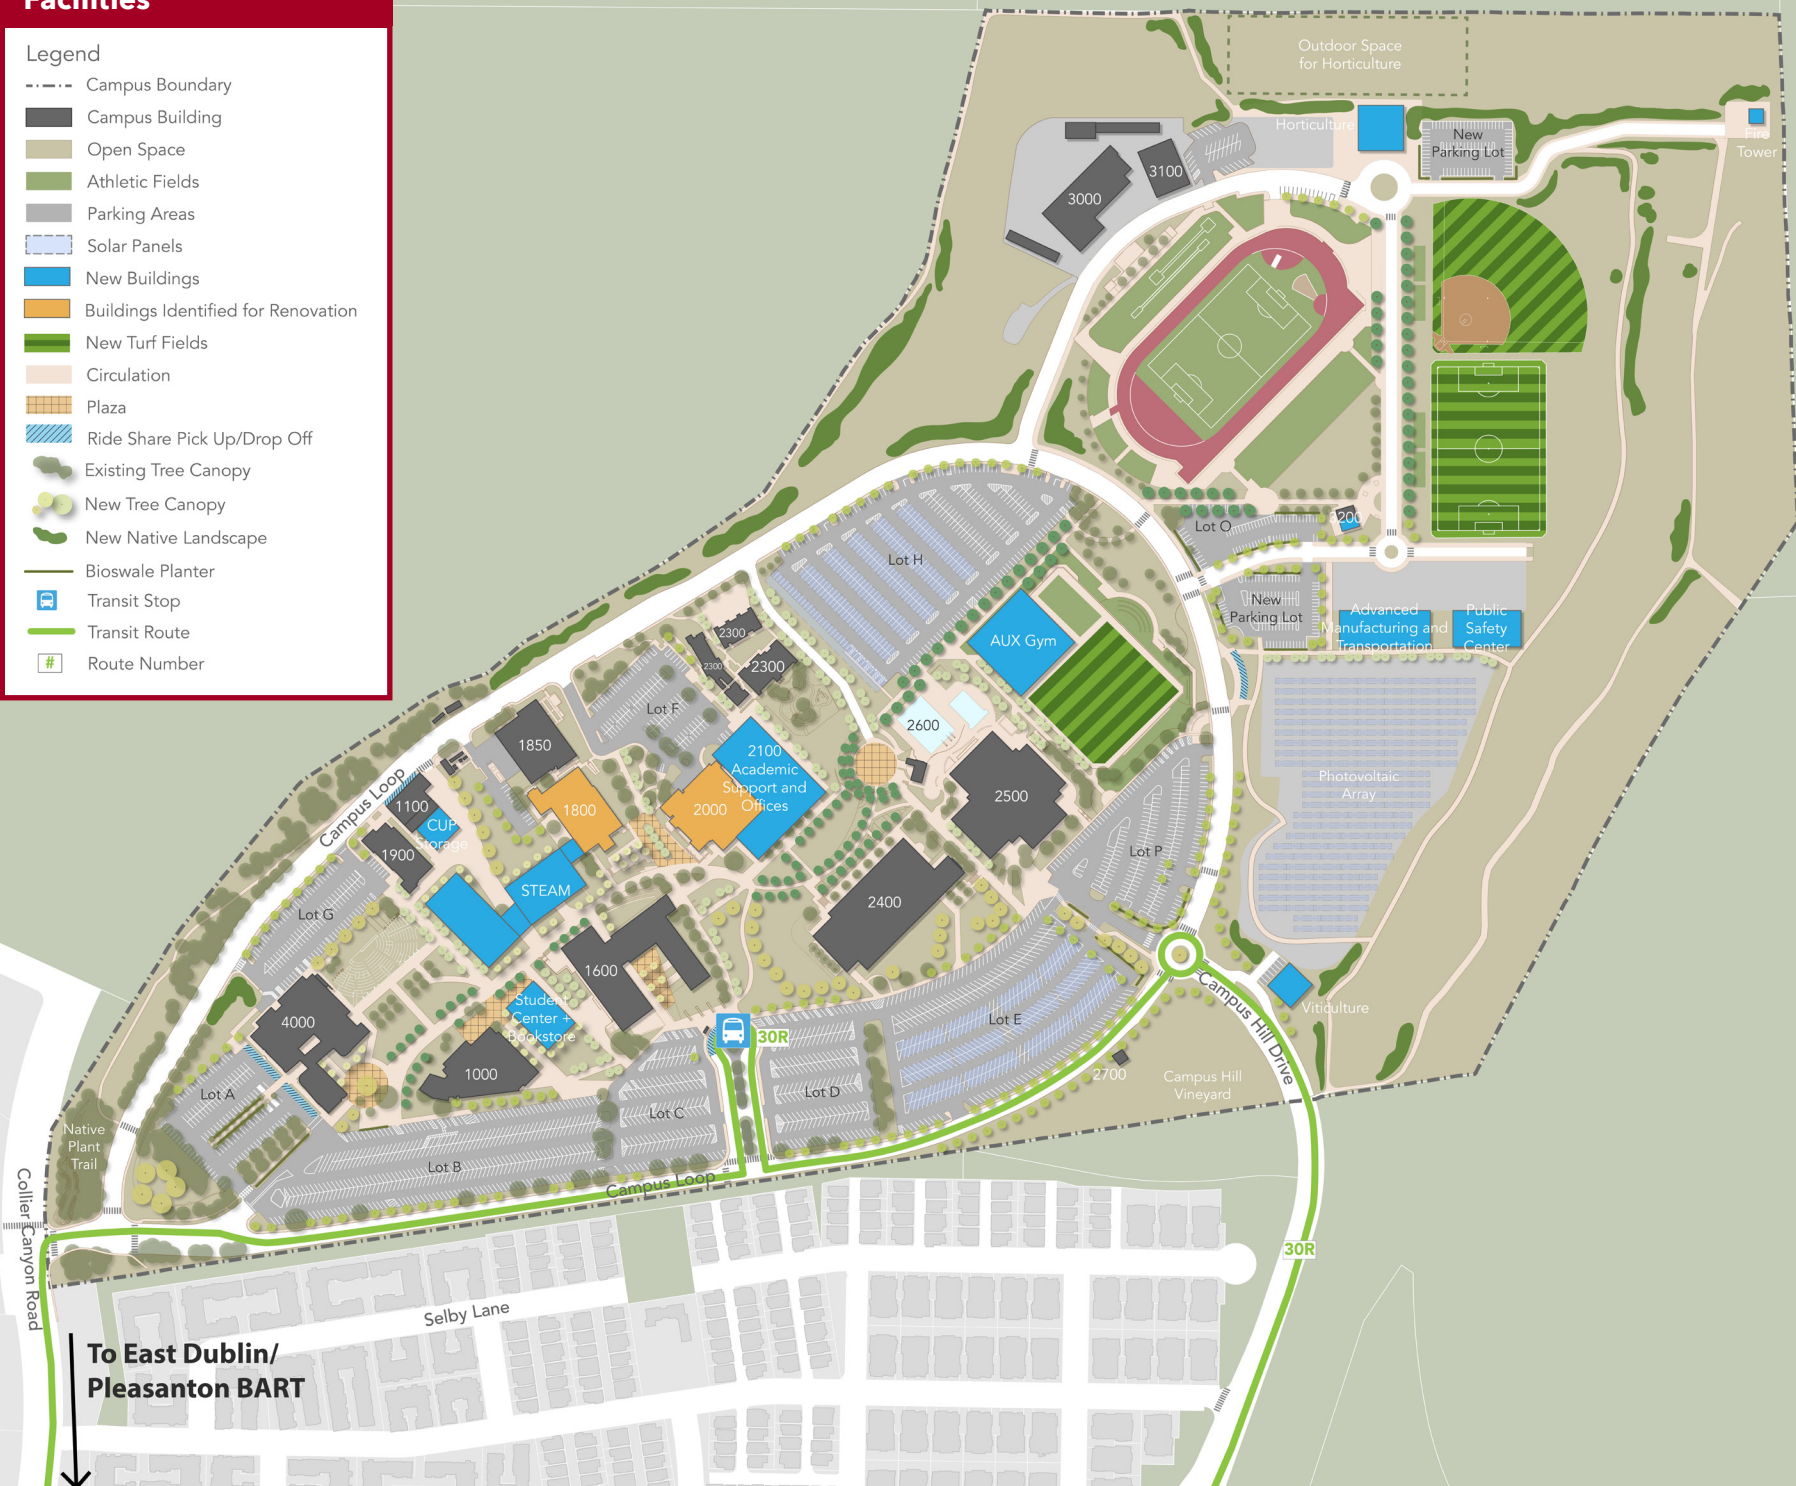 Facilities
Legend
Campus Boundary
Campus Building
Open Space
Athletic Fields
Parking Areas
Solar Panels
New Buildings
Buildings Identified for Renovation
New Turf Fields
Circulation
Plaza
Ride Share Pick Up/Drop Off
Existing Tree Canopy
New Tree Canopy
New Native Landscape
Bioswale Planter
Transit Stop
Transit Route
#
Route Number
Outdoor Space
for Horticulture
Horticulture
New
Parking Lot
Fire
Tower
3100
3000
Lot O
3200
Lot H
New
Parking Lot
Advanced
Manufacturing and
Transportation
Public
Safety
Center
AUX Gym
2300
2300
2300
Lot F
2600
1850
2100
Academic
Support and
Offices
Photovoltaic
Array
Campus Loop
1100
1800
2000
2500
CUP
Storage
1900
Lot P
STEAM
2400
Lot G
1600
Campus Hill Drive
Student
Center +
Bookstore
Viticulture
4000
Lot E
30R
1000
2700
Campus Hill
Vineyard
Lot A
Lot D
Lot C
Native
Plant
Trail
Lot B
Campus Loop
Collier Canyon Road
30R
Selby Lane
To East Dublin/
Pleasanton BART